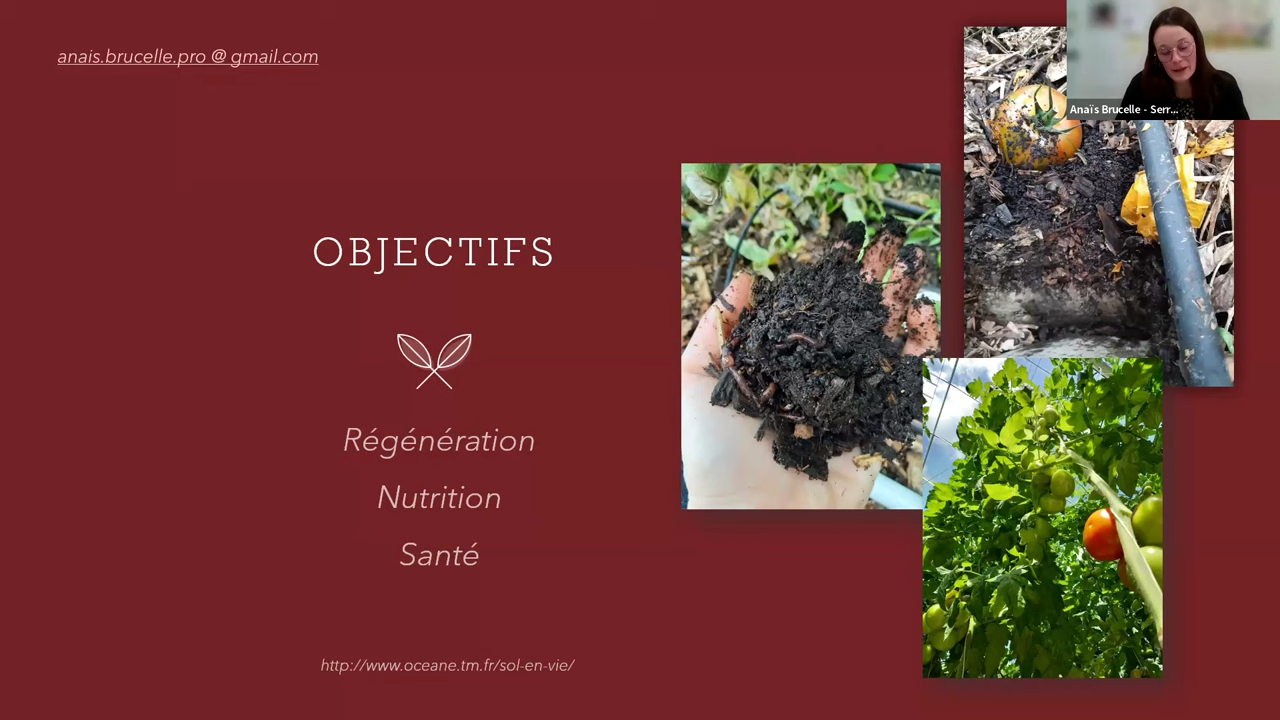 anais.brucelle.pro @ gmail.com
Anaïs Brucelle - Serr...
OBJECTIFS
Régénération
Nutrition
Santé
http://www.oceane.tm.fr/sol-en-vie/